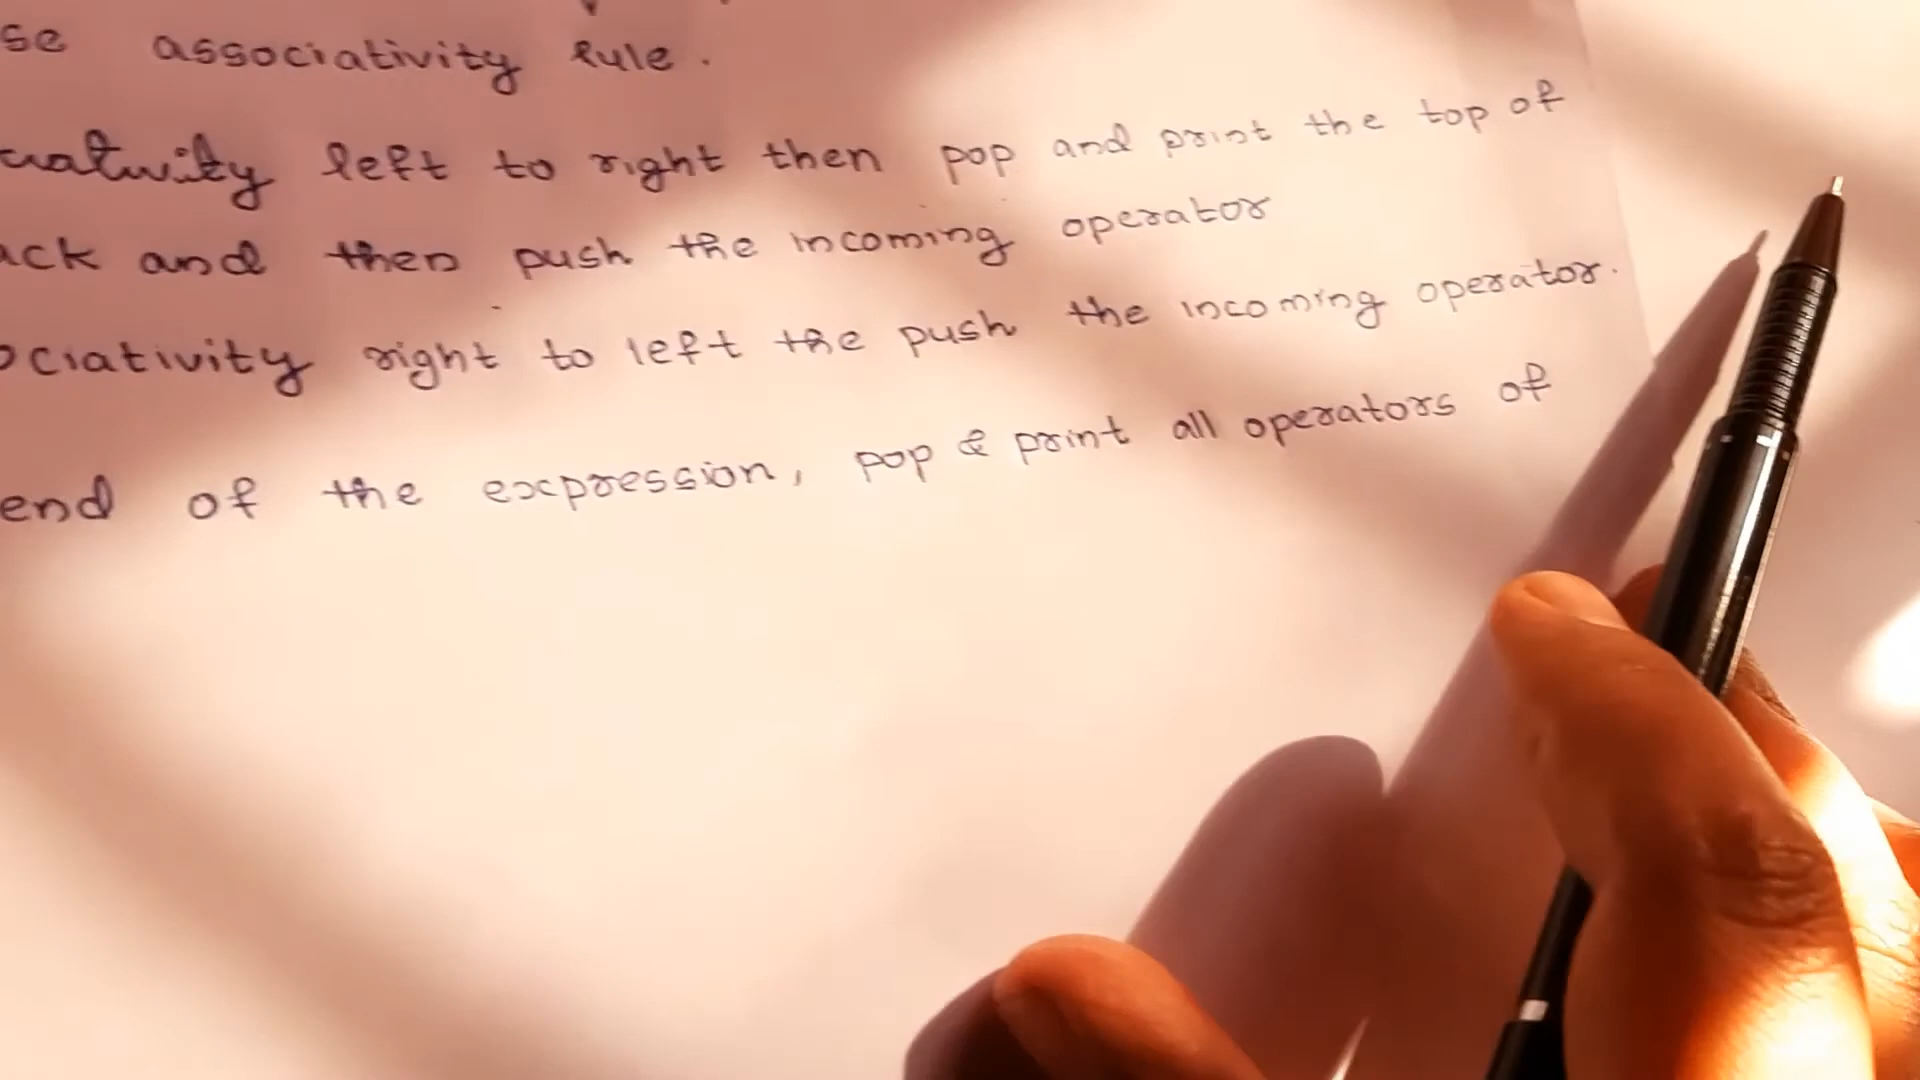 se associativity rule.
ciativity left to right then pop and print the top of
ack and then push the incoming operator
ociativity right to left the push the incoming operator.
end of the expression, pop & print all operators of